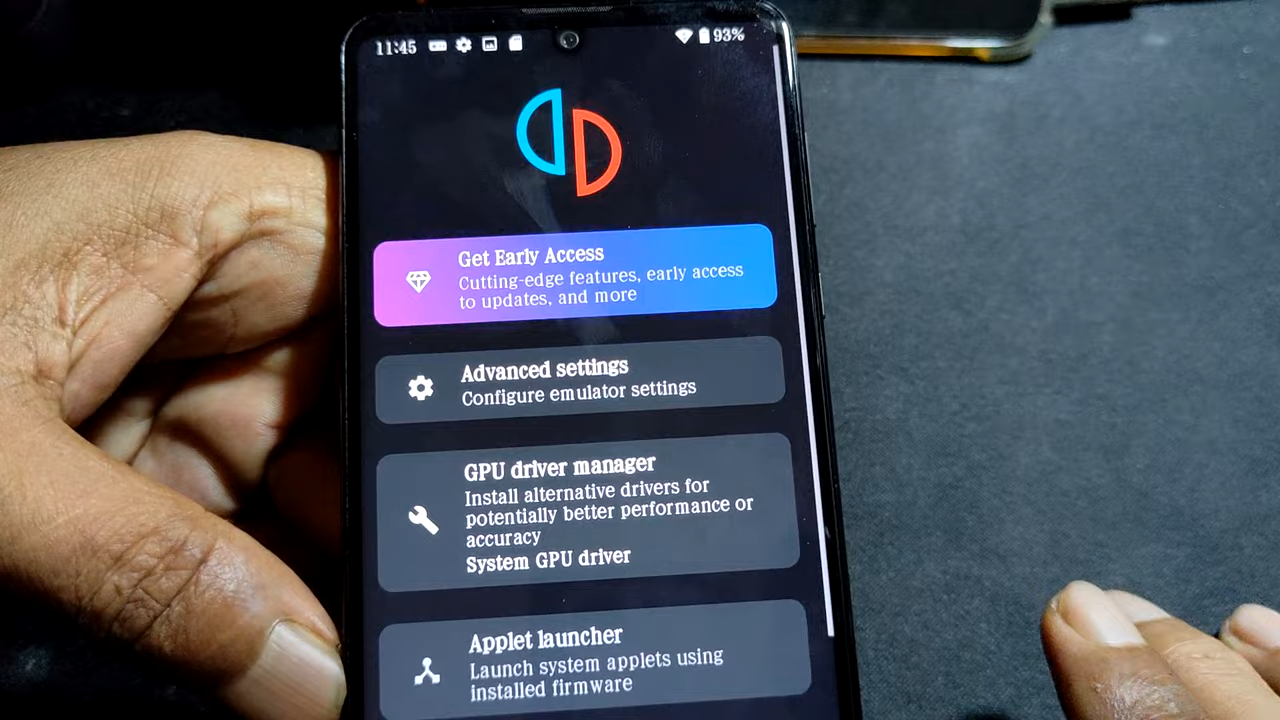 11:45
93%
Get Early Access
Cutting-edge features, early access
to updates, and more
Advanced settings
Configure emulator settings
GPU driver manager
Install alternative drivers for
potentially better performance or
accuracy
System GPU driver
Applet launcher
Launch system applets using
installed firmware